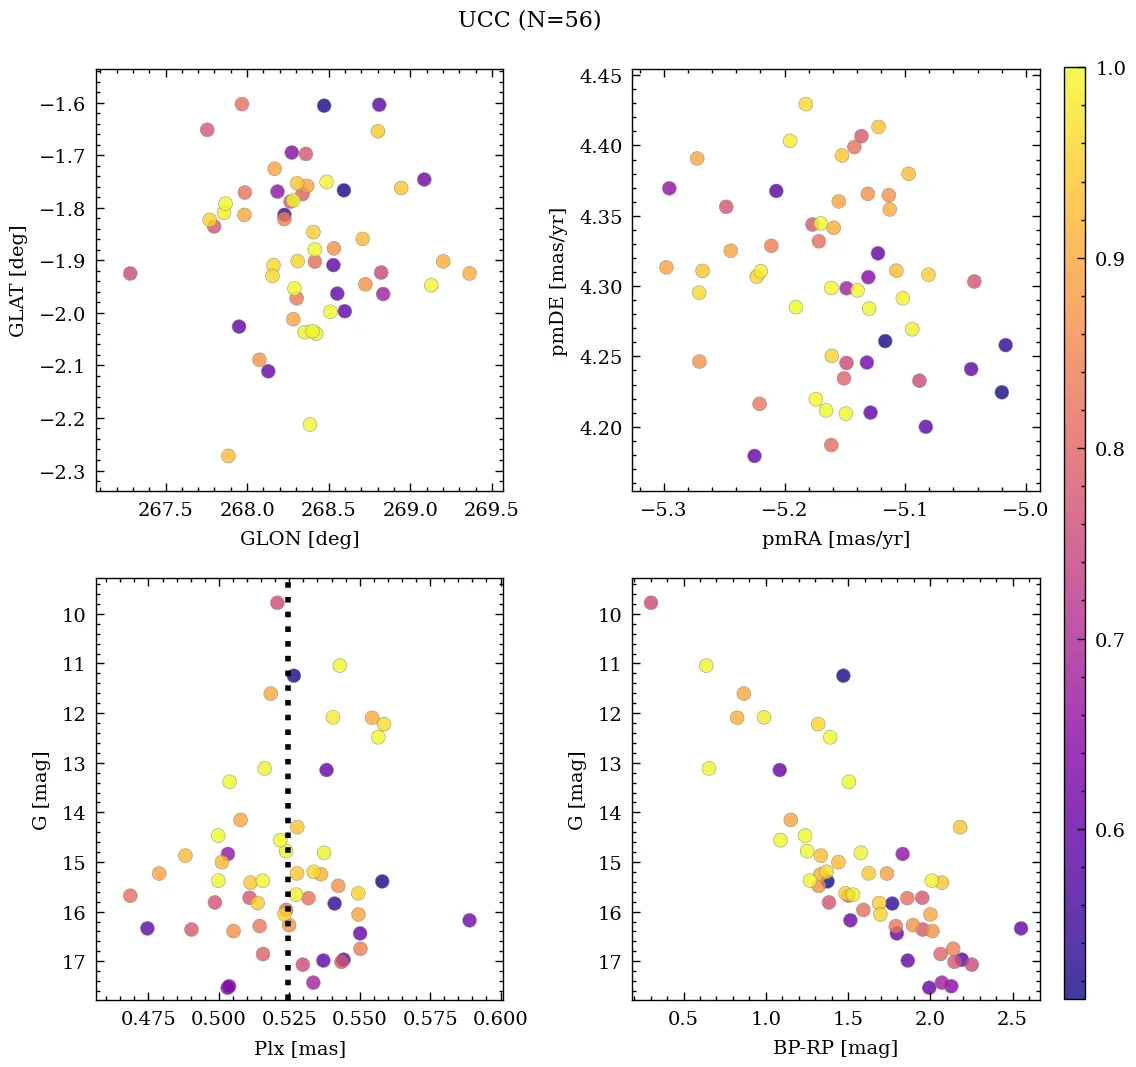 UCC (N=56)
−1.6
−1.7
−1.8
−1.9
−2.0
−2.1
−2.2
−2.3
GLAT [deg]
267.5 268.0 268.5 269.0 269.5
GLON [deg]
4.45
4.40
4.35
4.30
4.25
4.20
pmDE [mas/yr]
−5.3 −5.2 −5.1 −5.0
pmRA [mas/yr]
10
11
12
13
14
15
16
17
G [mag]
0.475 0.500 0.525 0.550 0.575 0.600
Plx [mas]
10
11
12
13
14
15
16
17
G [mag]
0.5 1.0 1.5 2.0 2.5
BP-RP [mag]
1.0
0.9
0.8
0.7
0.6